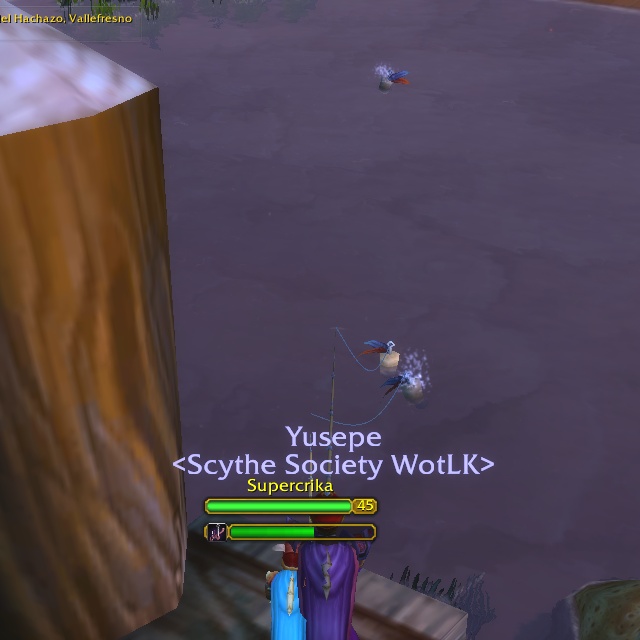 el Hachazo, Vallefresno
Yusepe
<Scythe Society WotLK>
Supercrika
45